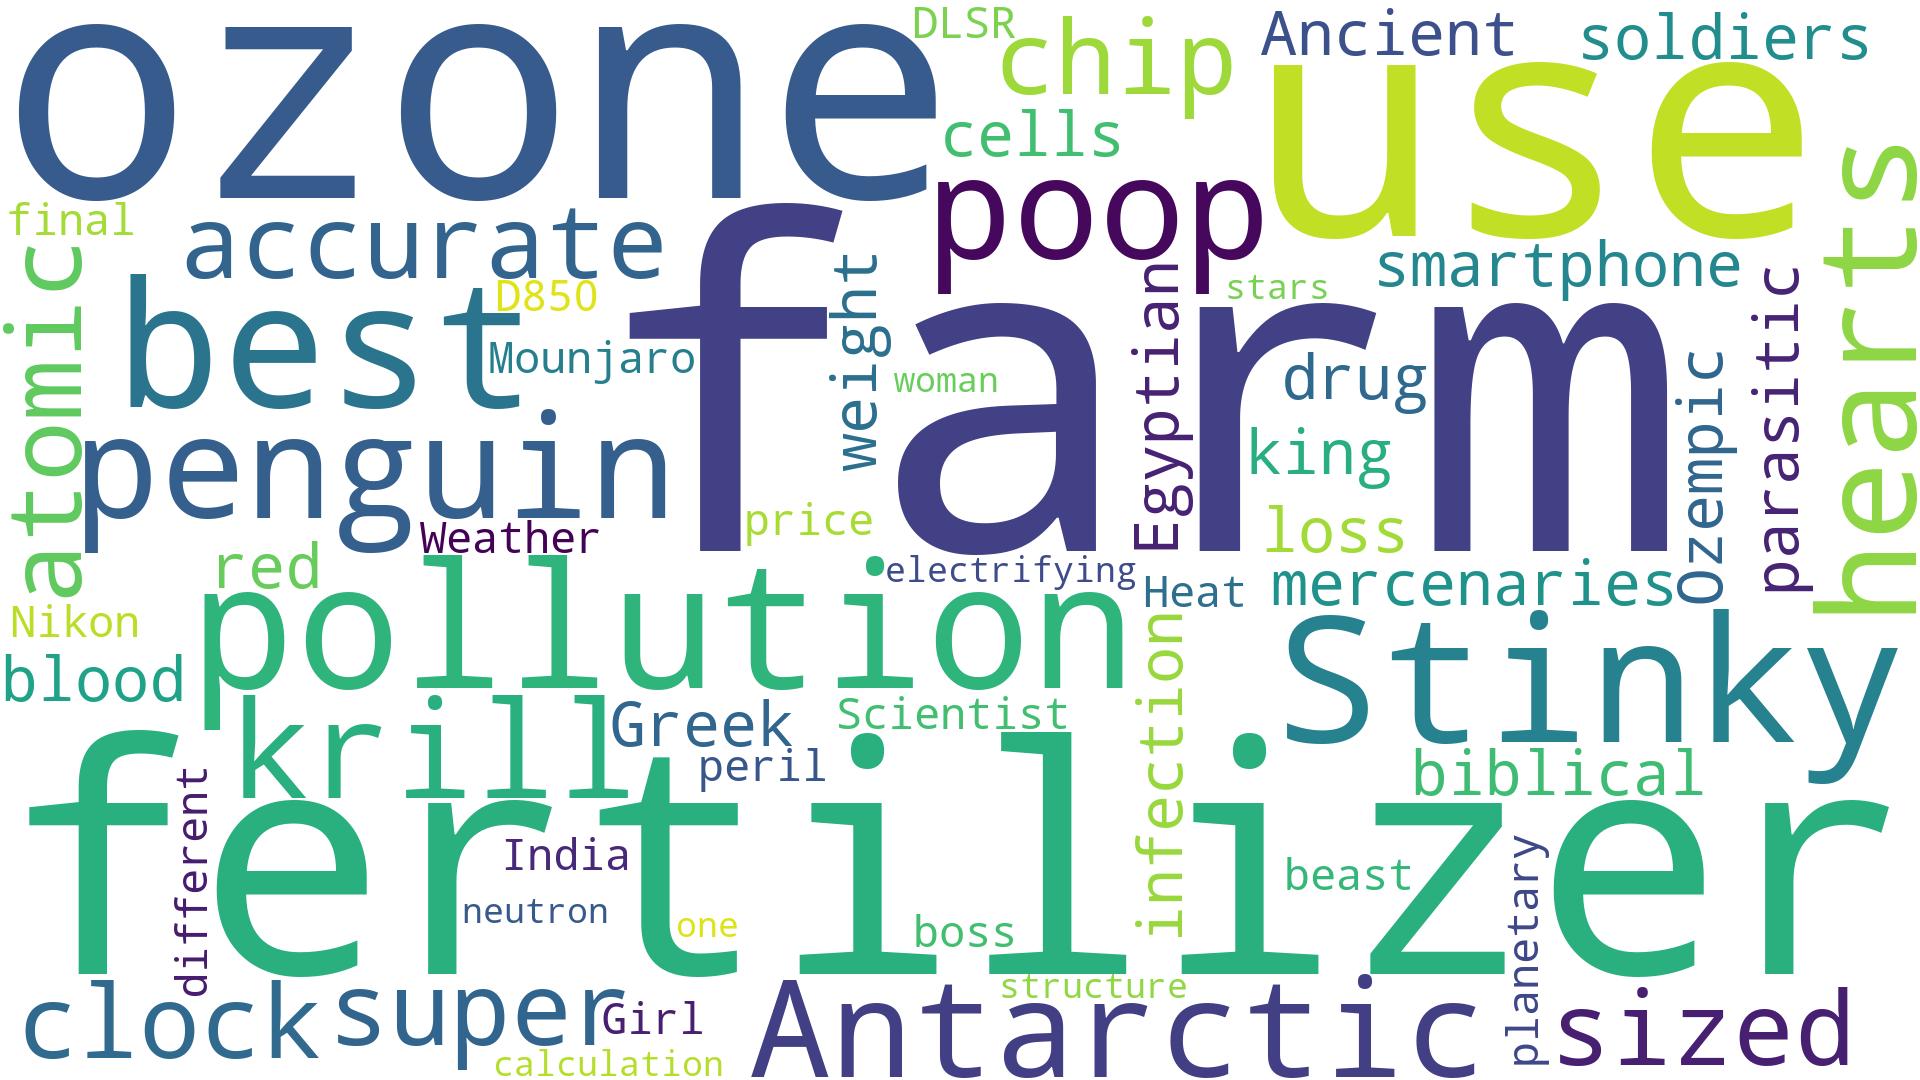 ozone
DLSR
chip
Ancient
soldiers
use
cells
hearts
poop
final
accurate
smartphone
farm
atomic
best
D850
Mounjaro
weight
woman
Egyptian
stars
drug
Ozempic
parasitic
penguin
king
price
loss
Weather
red
pollution
electrifying
Heat
mercenaries
Nikon
blood
infection
Stinky
krill
Greek
Scientist
peril
biblical
fertilizer
different
India
neutron
one
boss
beast
planetary
clock
super
Girl
calculation
Antarctic
structure
sized